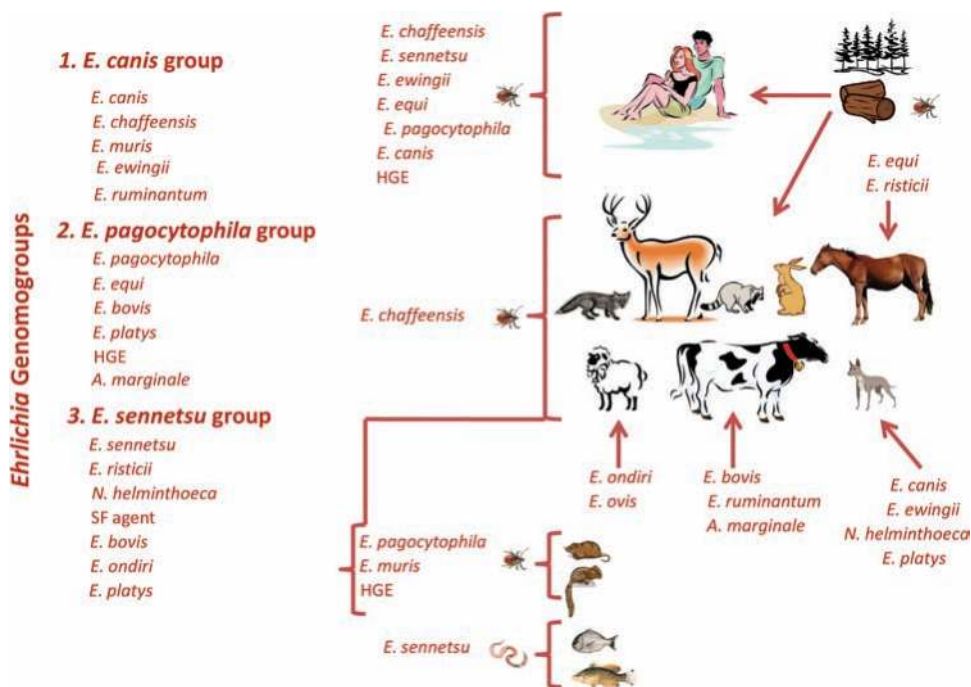 Ehrlichia Genomogroups
1. E. canis group
E. canis
E. chaffeensis
E. muris
E. ewingii
E. ruminantum
2. E. pagocytophila group
E. pagocytophila
E. equi
E. bovis
E. platys
HGE
A. marginale
3. E. sennetsu group
E. sennetsu
E. risticii
N. helminthoeca
SF agent
E. bovis
E. ondiri
E. platys
E. chaffeensis
E. sennetsu
E. ewingii
E. equi
E. pagocytophila
E. canis
HGE
E. equi
E. risticii
E. chaffeensis
E. ondiri
E. ovis
E. bovis
E. ruminantum
A. marginale
E. canis
E. ewingii
N. helminthoeca
E. platys
E. pagocytophila
E. muris
HGE
E. sennetsu